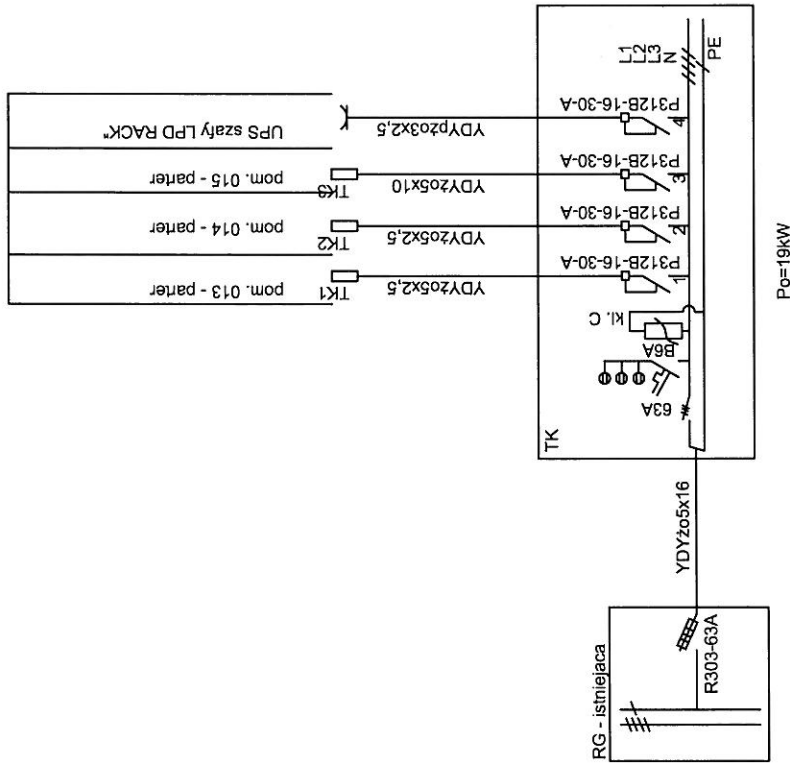 UPS szafy LPD RACK"
pom. 015 - parter
pom. 014 - parter
pom. 013 - parter
TK3
TK2
TK1
YDYpżo3x2,5
YDYżo5x10
YDYżo5x2,5
YDYżo5x2,5
P312B-16-30-A
P312B-16-30-A
P312B-16-30-A
P312B-16-30-A
4
3
2
1
L1
L2
L3
N
PE
kl. C
B6A
63A
TK
YDYżo5x16
RG - istniejaca
R303-63A
Po=19kW